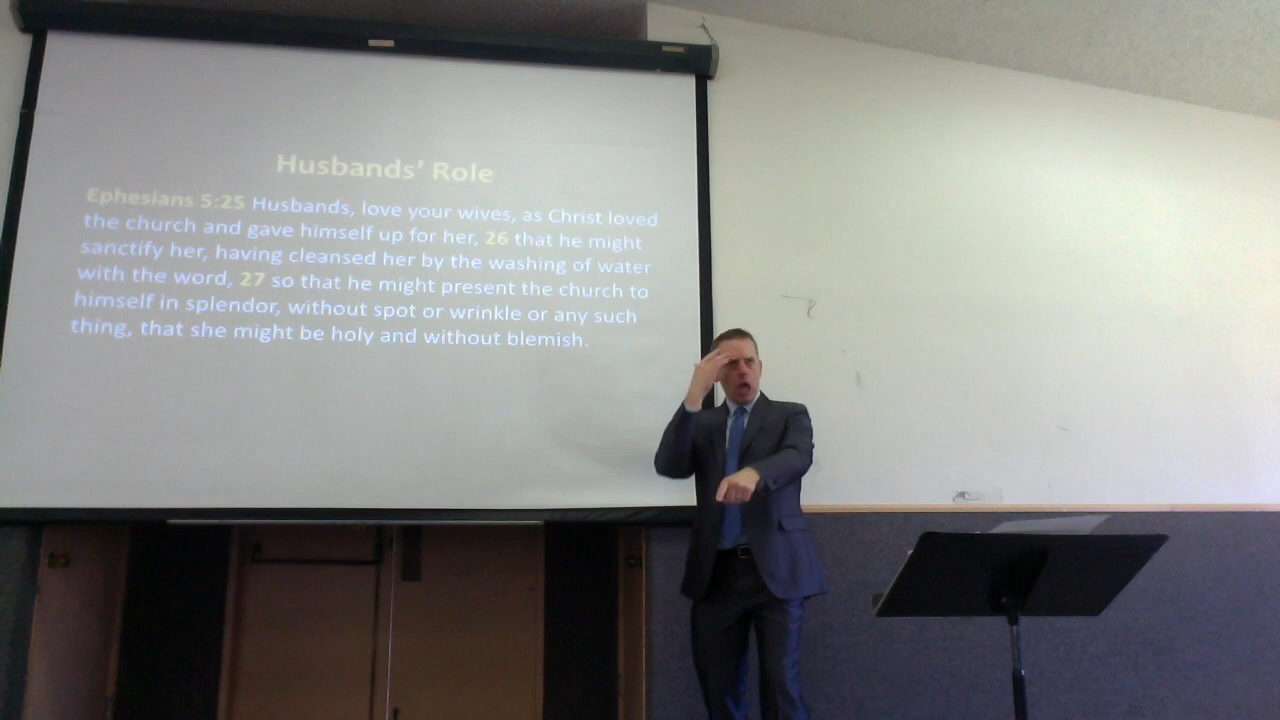 Husbands’ Role
Ephesians 5:25 Husbands, love your wives, as Christ loved
the church and gave himself up for her, 26 that he might
sanctify her, having cleansed her by the washing of water
with the word, 27 so that he might present the church to
himself in splendor, without spot or wrinkle or any such
thing, that she might be holy and without blemish.